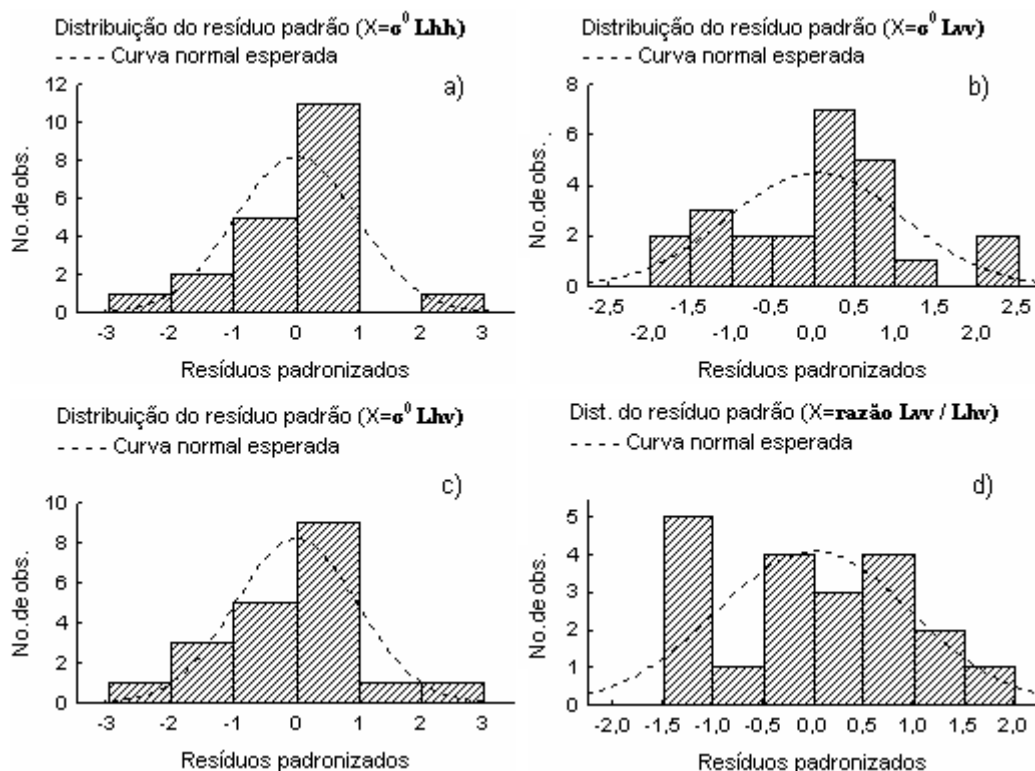 Distribuição do resíduo padrão (X=σ⁰ Lhh)
----- Curva normal esperada
a)
12
10
8
6
4
2
0
No.de obs.
-3 -2 -1 0 1 2 3
Resíduos padronizados
Distribuição do resíduo padrão (X=σ⁰ Lvv)
----- Curva normal esperada
b)
8
6
4
2
0
No.de obs.
-2,5 -1,5 -0,5 0,5 1,5 2,5
-2,0 -1,0 0,0 1,0 2,0
Resíduos padronizados
Distribuição do resíduo padrão (X=σ⁰ Lhv)
----- Curva normal esperada
c)
10
8
6
4
2
0
No.de obs.
-3 -2 -1 0 1 2 3
Resíduos padronizados
Dist. do resíduo padrão (X=razão Lvv / Lhv)
---- Curva normal esperada
d)
5
4
3
2
1
0
No.de obs.
-2,0 -1,5 -1,0 -0,5 0,0 0,5 1,0 1,5 2,0
Resíduos padronizados